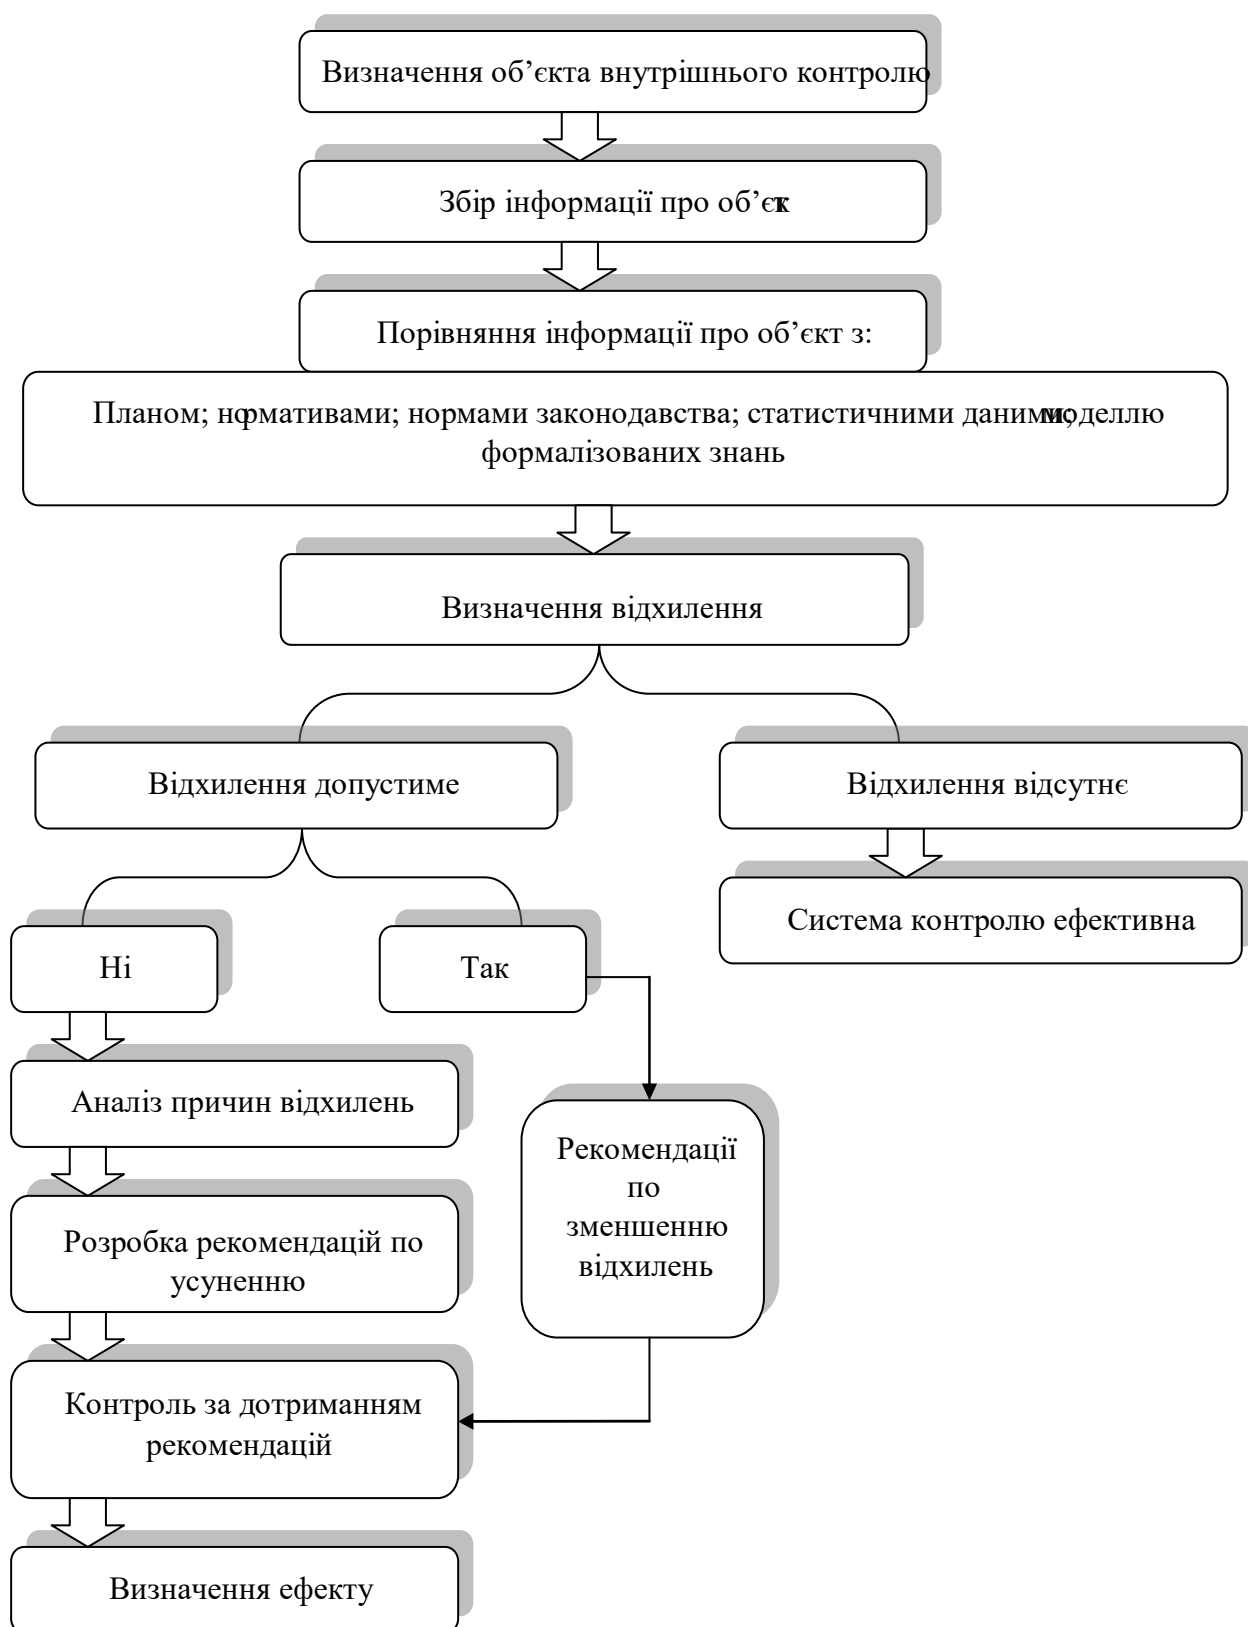 Визначення об’єкта внутрішнього контролю
Збір інформації про об’єкт
Порівняння інформації про об’єкт з:
Планом; нормативами; нормами законодавства; статистичними даними; моделлю
формалізованих знань
Визначення відхилення
Відхилення допустиме
Відхилення відсутнє
Система контролю ефективна
Ні
Так
Аналіз причин відхилень
Рекомендації
по
зменшенню
відхилень
Розробка рекомендацій по
усуненню
Контроль за дотриманням
рекомендацій
Визначення ефекту